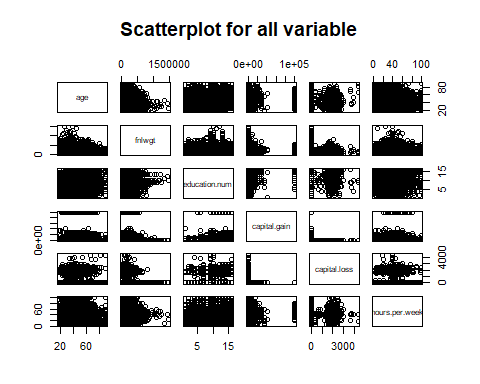 Scatterplot for all variable
0 1500000 0e+00 1e+05 0 40 100
age 20 80
0 fnlwgt
education.num 5 15
0e+00 capital.gain
capital.loss 0 4000
0 60 hours.per.week
20 60 5 15 0 3000